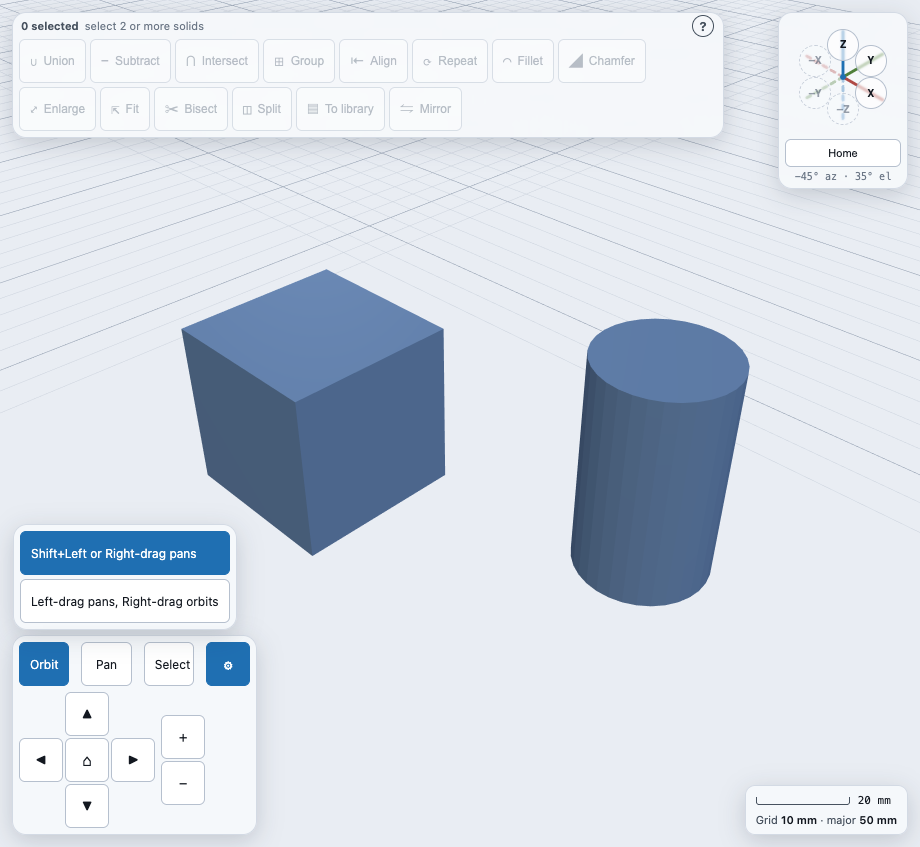 0 selected select 2 or more solids
?
∪ Union
− Subtract
⋂ Intersect
⊞ Group
⇤ Align
⟳ Repeat
◠ Fillet
◢ Chamfer
⤢ Enlarge
⇱ Fit
✂ Bisect
◫ Split
▤ To library
⇋ Mirror
Z
−X
Y
−Y
X
−Z
Home
−45° az · 35° el
Shift+Left or Right-drag pans
Left-drag pans, Right-drag orbits
Orbit
Pan
Select
⚙
▲
+
◀
⌂
▶
−
▼
20 mm
Grid 10 mm · major 50 mm